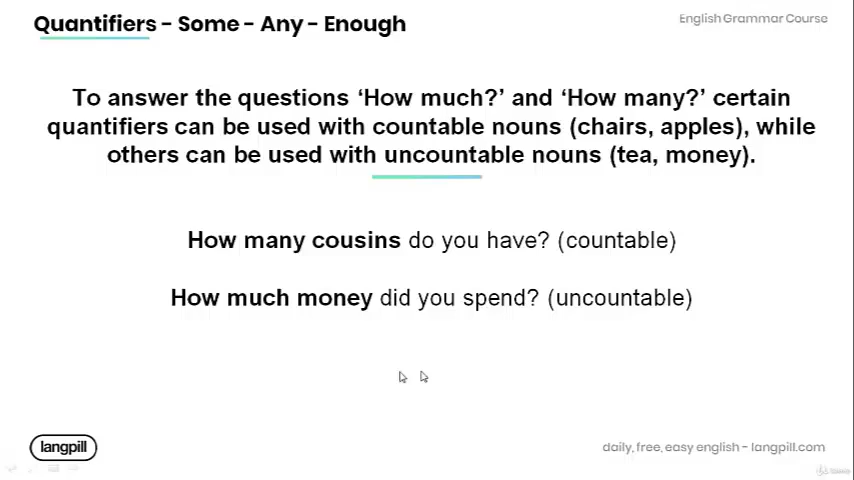 Quantifiers - Some - Any - Enough
English Grammar Course
To answer the questions ‘How much?’ and ‘How many?’ certain
quantifiers can be used with countable nouns (chairs, apples), while
others can be used with uncountable nouns (tea, money).
How many cousins do you have? (countable)
How much money did you spend? (uncountable)
langpill
daily, free, easy english - langpill.com